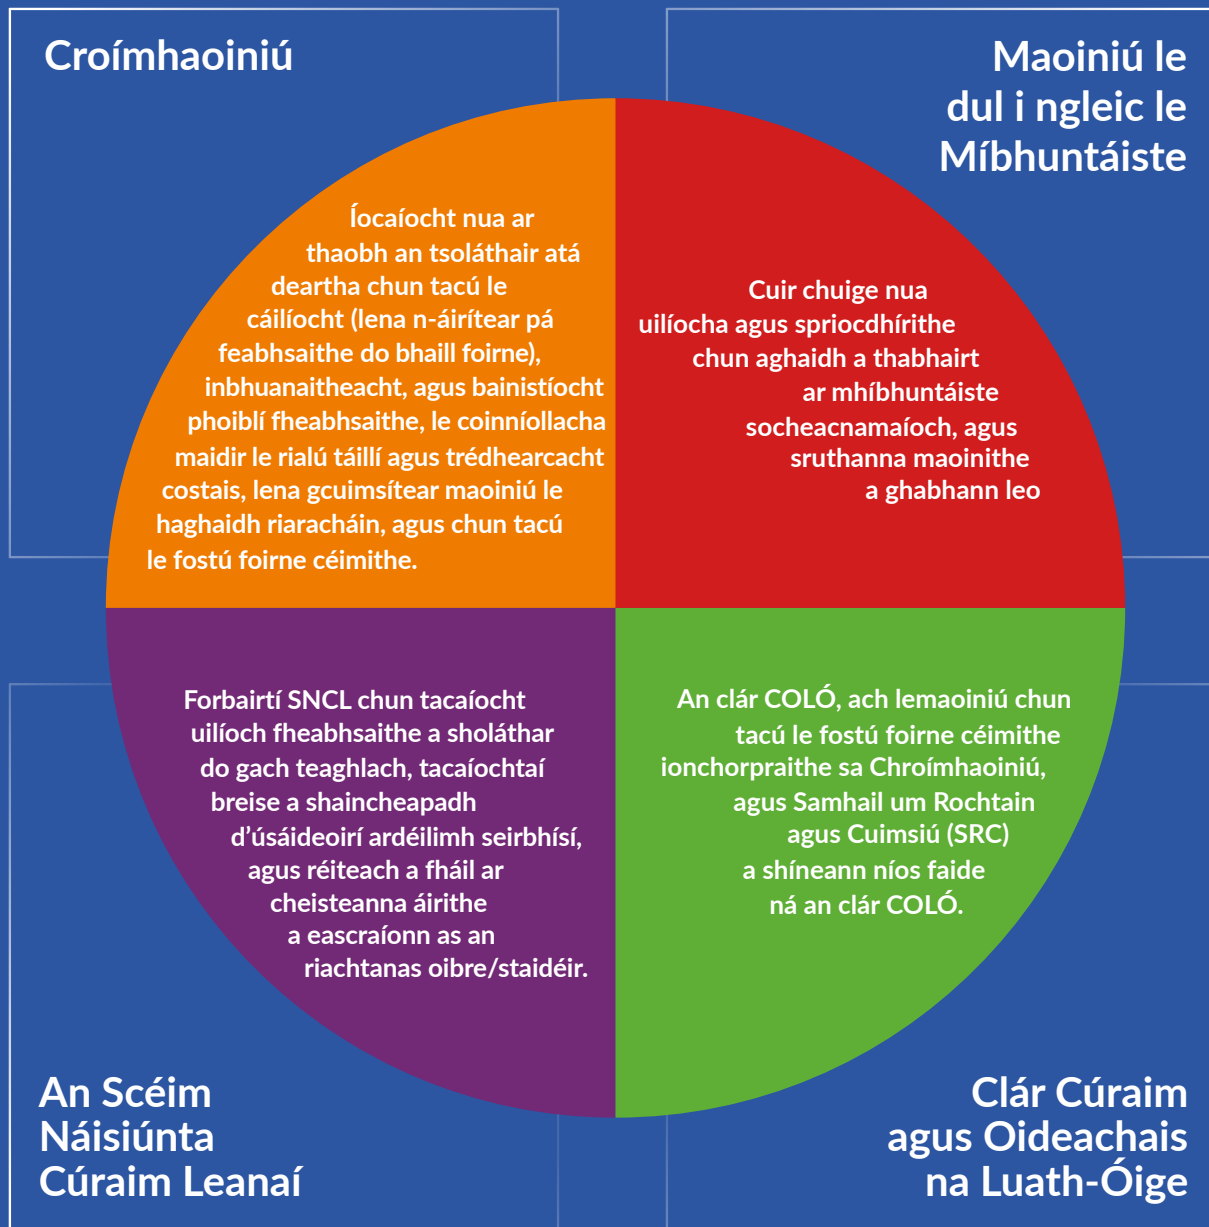 Croímhaoiniú
Íocaíocht nua ar
thaobh an tsoláthair atá
deartha chun tacú le
cáilíocht (lena n-áirítear pá
feabhsaithe do bhaill foirne),
inbhuanaitheacht, agus bainistíocht
phoiblí fheabhsaithe, le coinníollacha
maidir le rialú táillí agus trédhearcacht
costais, lena gcuimsítear maoiniú le
haghaidh riaracháin, agus chun tacú
le fostú foirne céimithe.
Maoiniú le
dul i ngleic le
Míbhuntáiste
Cuir chuige nua
uilíocha agus spriocdhírithe
chun aghaidh a thabhairt
ar mhíbhuntáiste
socheacnamaíoch, agus
sruthanna maoinithe
a ghabhann leo
Forbairtí SNCL chun tacaíocht
uilíoch fheabhsaithe a sholáthar
do gach teaghlach, tacaíochtaí
breise a shaincheapadh
d'úsáideoirí ardéilimh seirbhísí,
agus réiteach a fháil ar
cheisteanna áirithe
a eascraíonn as an
riachtanas oibre/staidéir.
An Scéim
Náisiúnta
Cúraim Leanaí
An clár COLÓ, ach lemaoiniú chun
tacú le fostú foirne céimithe
ionchorpraithe sa Chroímhaoiniú,
agus Samhail um Rochtain
agus Cuimsiú (SRC)
a shíneann níos faide
ná an clár COLÓ.
Clár Cúraim
agus Oideachais
na Luath-Óige